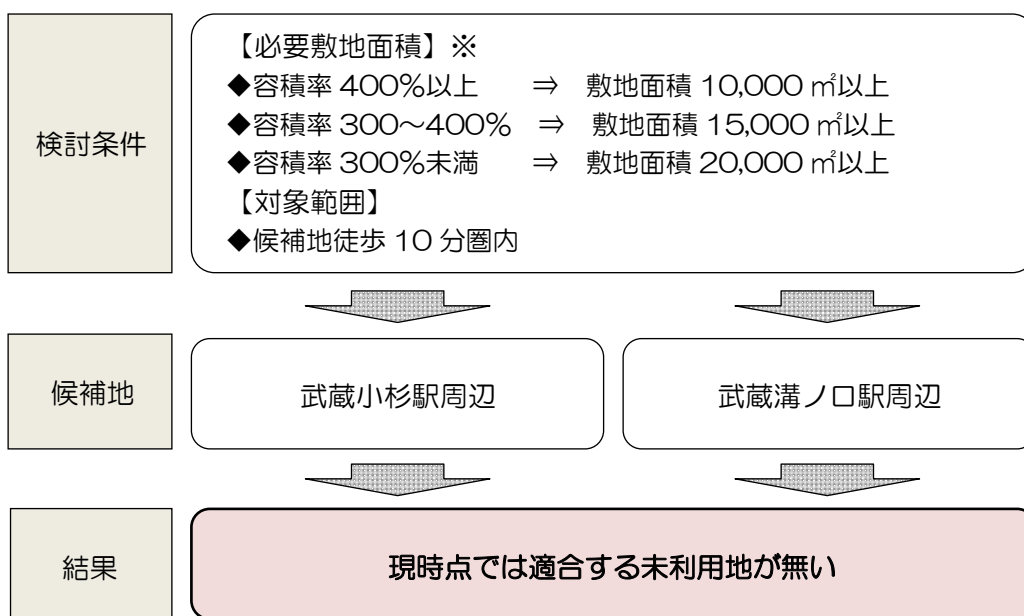 検討条件
【必要敷地面積】※
◆容積率 400%以上 ⇒ 敷地面積 10,000 ㎡以上
◆容積率 300～400% ⇒ 敷地面積 15,000 ㎡以上
◆容積率 300%未満 ⇒ 敷地面積 20,000 ㎡以上
【対象範囲】
◆候補地徒歩 10 分圏内
候補地
武蔵小杉駅周辺
武蔵溝ノ口駅周辺
結果
現時点では適合する未利用地が無い